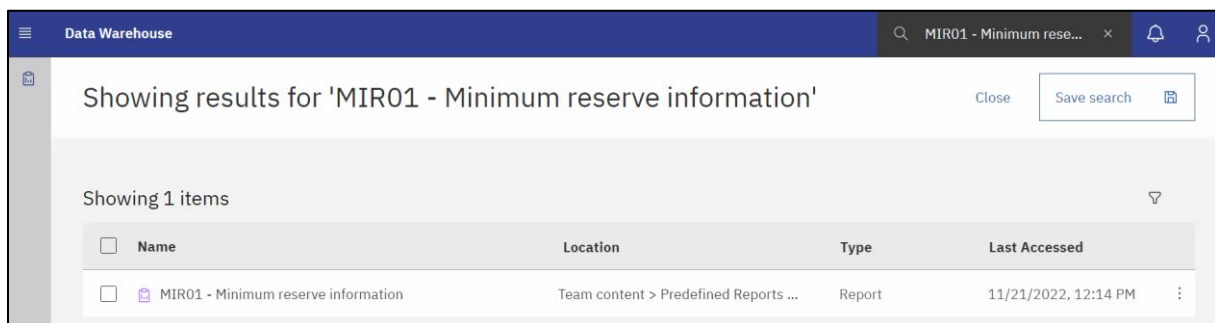 Data Warehouse MIR01 - Minimum rese...
Showing results for 'MIR01 - Minimum reserve information' Close Save search
Showing 1 items
Name Location Type Last Accessed
MIR01 - Minimum reserve information Team content > Predefined Reports ... Report 11/21/2022, 12:14 PM